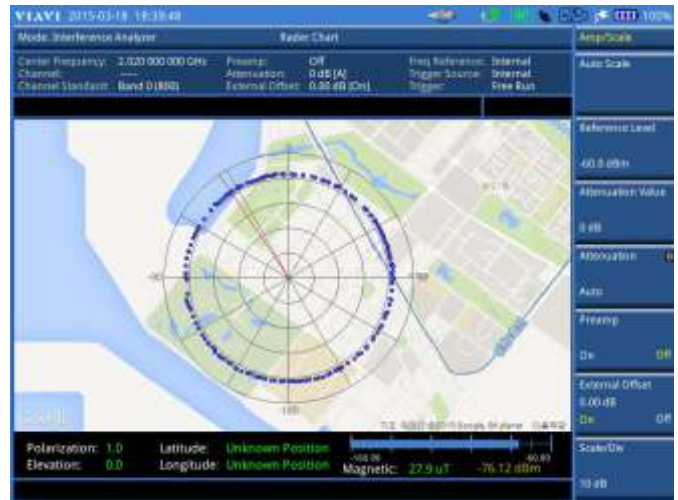 VIAVI 2015-03-18 18:39:48
100%
Mode: Interference Analyzer
Radar Chart
Amp/Scale
Center Frequency: 2.020 000 000 GHz
Preamp: Off
Freq Reference: Internal
Channel: ----
Attenuation: 0 dB [A]
Trigger Source: Internal
Channel Standard: Band 0 (800)
External Offset: 0.00 dB [On]
Trigger: Free Run
Auto Scale
Reference Level
-60.0 dBm
Attenuation Value
0 dB
Attenuation
Auto
Preamp
On Off
External Offset
0.00 dB
On Off
Scale/Div
10 dB
-90
-180
Google
Polarization: 1.0
Latitude: Unknown Position
Elevation: 0.0
Longitude: Unknown Position
Magnetic: 27.9 uT
-76.12 dBm